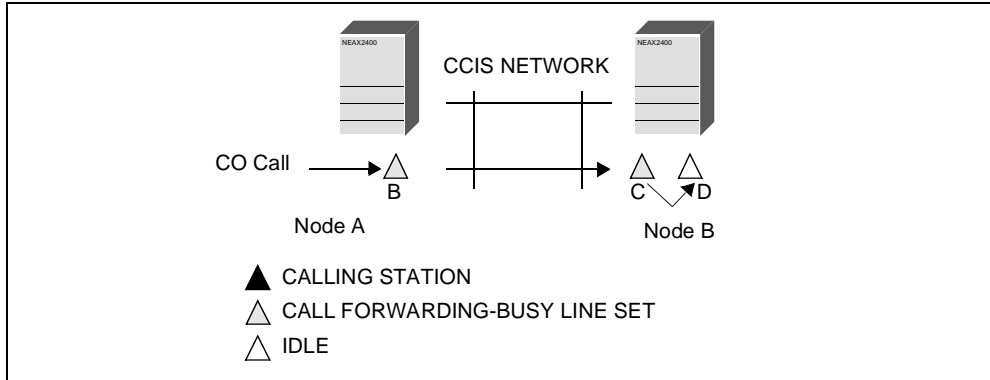 NEAX2400 NEAX2400
CCIS NETWORK
CO Call
B C D
Node A Node B
CALLING STATION
CALL FORWARDING-BUSY LINE SET
IDLE